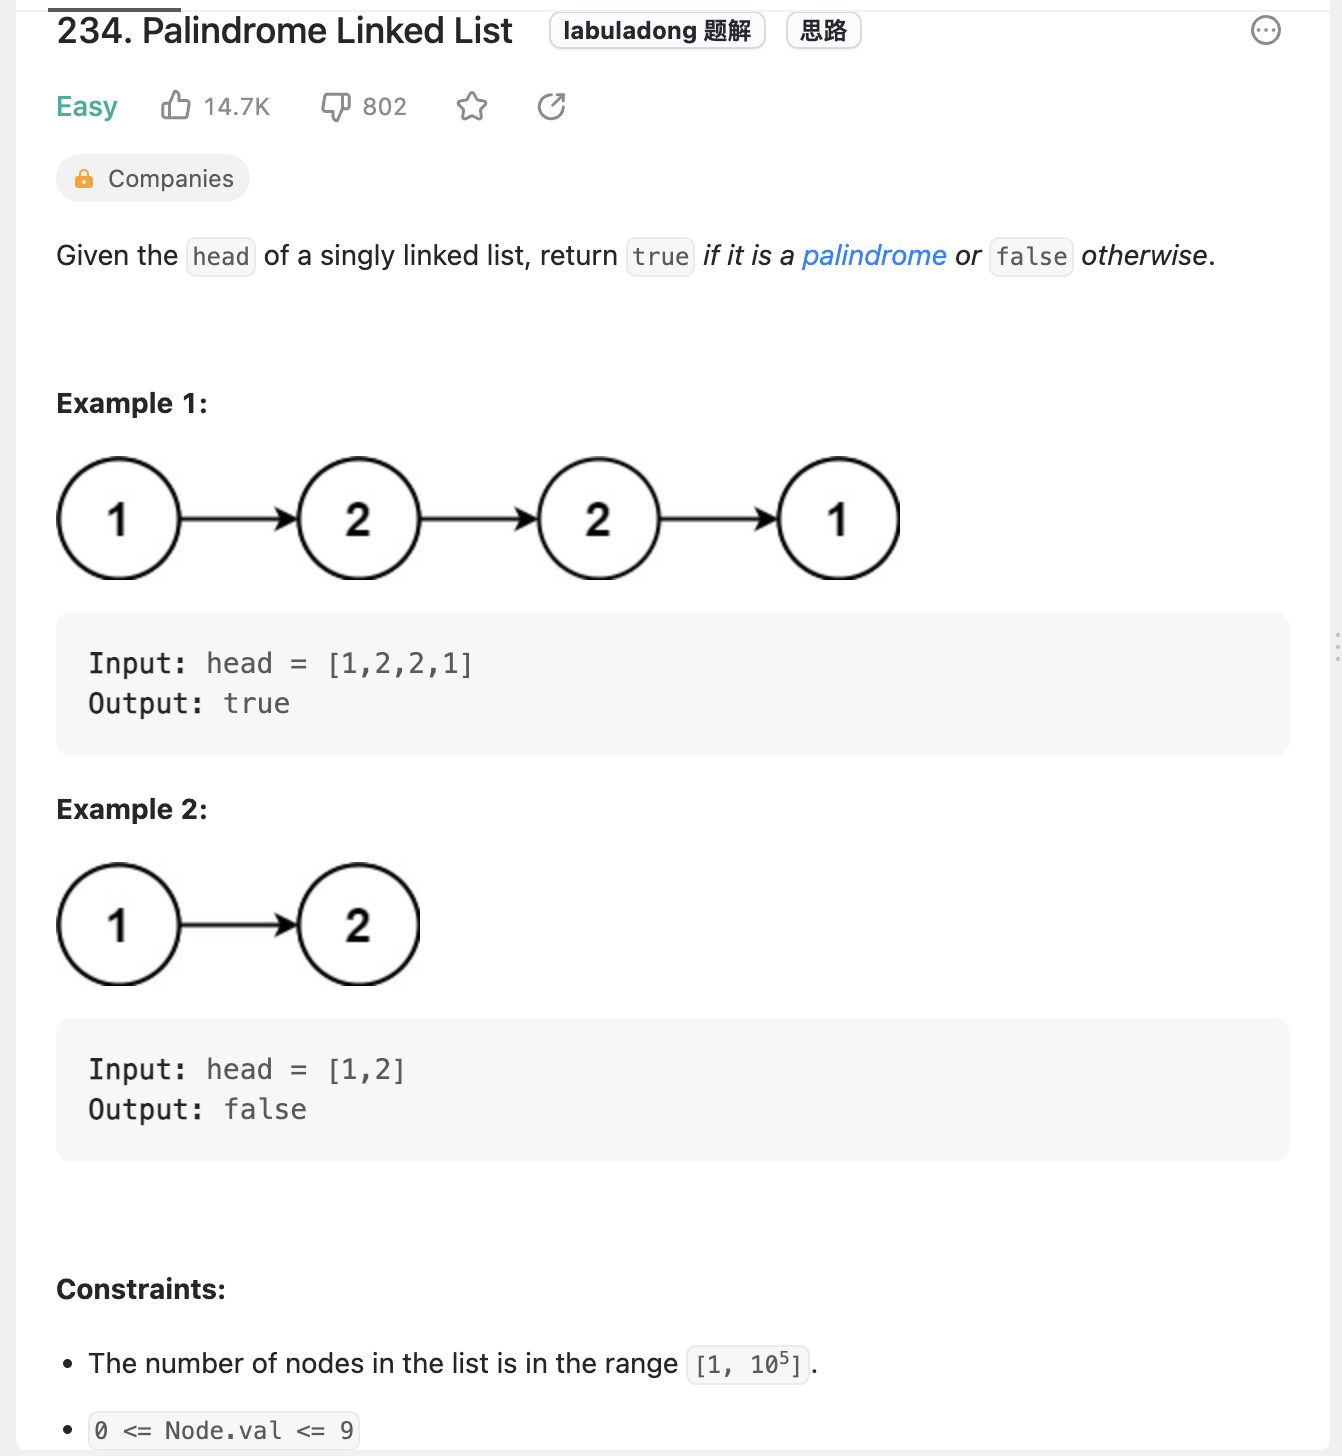 234. Palindrome Linked List labuladong 题解 思路
Easy 14.7K 802
Companies
Given the head of a singly linked list, return true if it is a palindrome or false otherwise.
Example 1:
1 2 2 1
Input: head = [1,2,2,1]
Output: true
Example 2:
1 2
Input: head = [1,2]
Output: false
Constraints:
• The number of nodes in the list is in the range [1, 10⁵].
• 0 <= Node.val <= 9